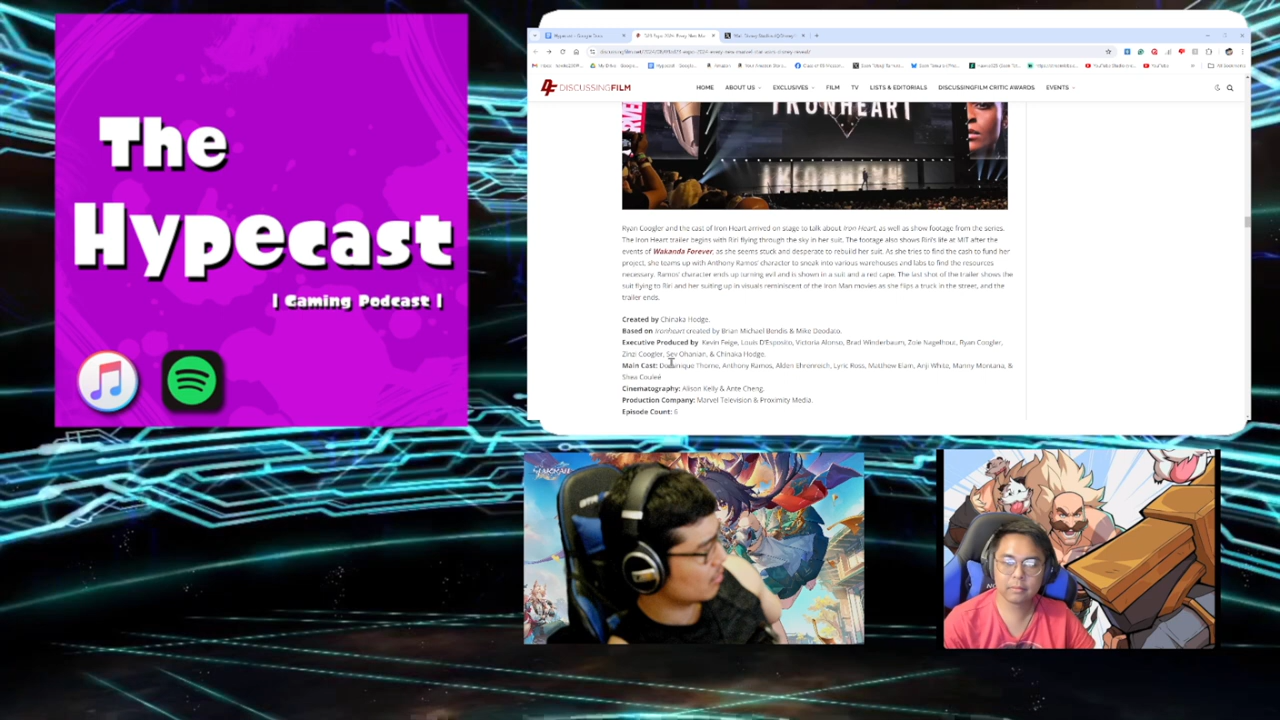 The
Hypecast
| Gaming Podcast |
DISCUSSINGFILM
HOME
ABOUT US
EXCLUSIVES
FILM
TV
LISTS & EDITORIALS
DISCUSSINGFILM CRITIC AWARDS
EVENTS
IRONHEART
Ryan Coogler and the cast of Iron Heart arrived on stage to talk about Iron Heart, as well as show footage from the series.
The Iron Heart trailer begins with Riri flying through the sky in her suit. The footage also shows Riri's life at MIT after the
events of Wakanda Forever, as she seems stuck and desperate to rebuild her suit. As she tries to find the cash to fund her
project, she teams up with Anthony Ramos' character to sneak into various warehouses and labs to find the resources
necessary. Ramos' character ends up turning evil and is shown in a suit and a red cape. The last shot of the trailer shows the
suit flying to Riri and her suiting up in visuals reminiscent of the Iron Man movies as she flips a truck in the street, and the
trailer ends.
Created by Chinaka Hodge.
Based on Ironheart created by Brian Michael Bendis & Mike Deodato.
Executive Produced by Kevin Feige, Louis D'Esposito, Victoria Alonso, Brad Winderbaum, Zoie Nagelhout, Ryan Coogler,
Zinzi Coogler, Sev Ohanian, & Chinaka Hodge.
Main Cast: Dominique Thorne, Anthony Ramos, Alden Ehrenreich, Lyric Ross, Matthew Elam, Anji White, Manny Montana, &
Shea Couleé
Cinematography: Alison Kelly & Ante Cheng.
Production Company: Marvel Television & Proximity Media.
Episode Count: 6